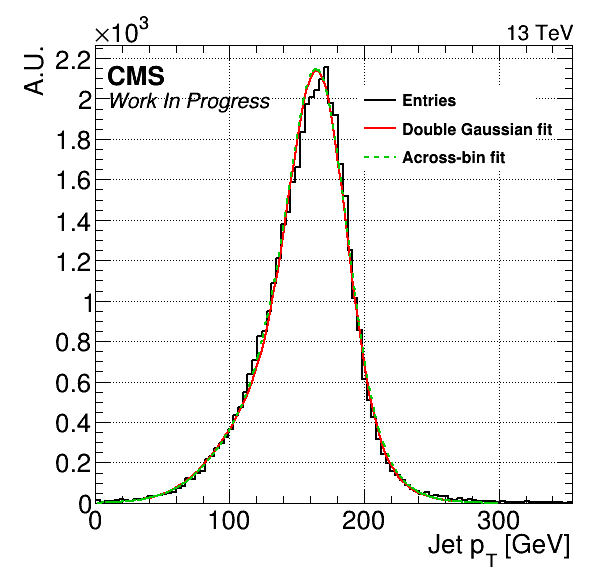 ×10³
13 TeV
A.U.
CMS
Work In Progress
Entries
Double Gaussian fit
Across-bin fit
2.2
2
1.8
1.6
1.4
1.2
1
0.8
0.6
0.4
0.2
0
0 100 200 300
Jet p_T [GeV]